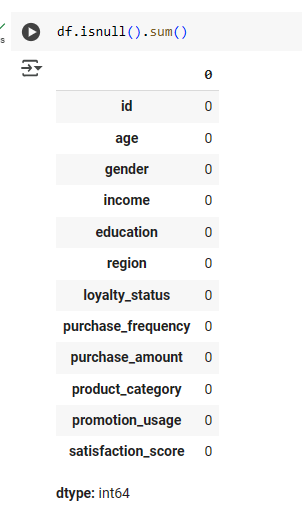 df.isnull().sum()
0
id 0
age 0
gender 0
income 0
education 0
region 0
loyalty_status 0
purchase_frequency 0
purchase_amount 0
product_category 0
promotion_usage 0
satisfaction_score 0
dtype: int64